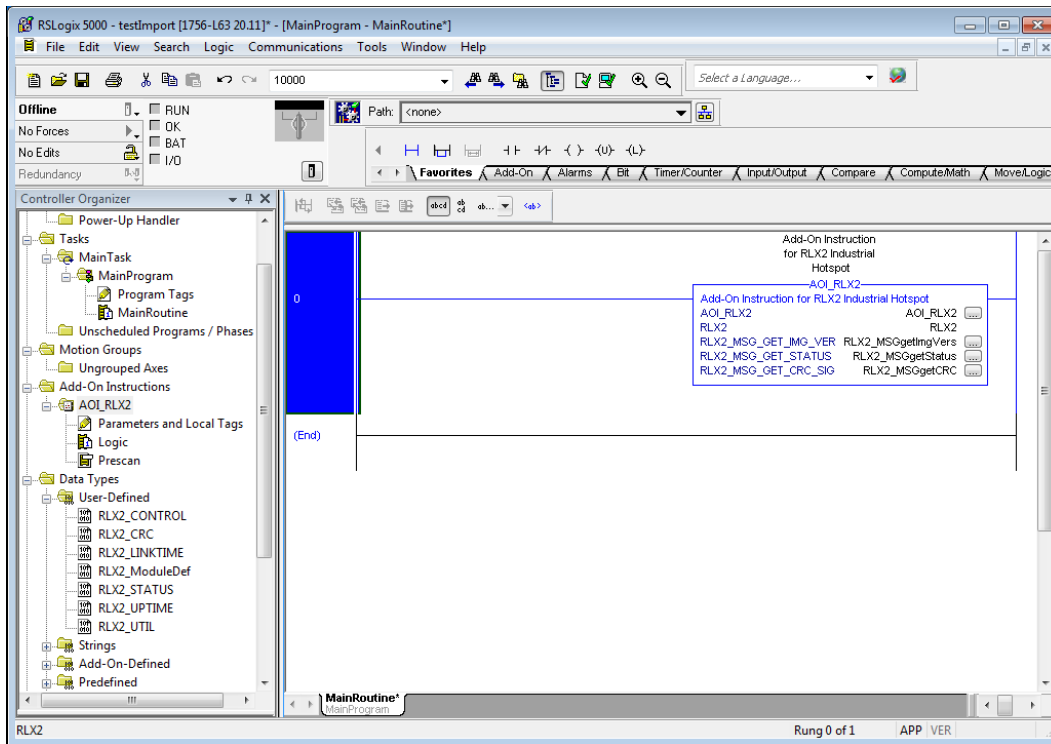 RSLogix 5000 - testImport [1756-L63 20.11]* - [MainProgram - MainRoutine*]
File Edit View Search Logic Communications Tools Window Help
10000
Select a Language...
Offline
RUN
No Forces
OK
No Edits
BAT
Redundancy
I/O
Path: <none>
Favorites Add-On Alarms Bit Timer/Counter Input/Output Compare Compute/Math Move/Logic
Controller Organizer
abcd ab cd ab... <ab>
Power-Up Handler
Tasks
MainTask
MainProgram
Program Tags
MainRoutine
Unscheduled Programs / Phases
Motion Groups
Ungrouped Axes
Add-On Instructions
AOI_RLX2
Parameters and Local Tags
Logic
Prescan
Data Types
User-Defined
RLX2_CONTROL
RLX2_CRC
RLX2_LINKTIME
RLX2_ModuleDef
RLX2_STATUS
RLX2_UPTIME
RLX2_UTIL
Strings
Add-On-Defined
Predefined
0
Add-On Instruction
for RLX2 Industrial
Hotspot
AOI_RLX2
Add-On Instruction for RLX2 Industrial Hotspot
AOI_RLX2 AOI_RLX2 ...
RLX2 RLX2
RLX2_MSG_GET_IMG_VER RLX2_MSGgetImgVers ...
RLX2_MSG_GET_STATUS RLX2_MSGgetStatus ...
RLX2_MSG_GET_CRC_SIG RLX2_MSGgetCRC ...
(End)
MainRoutine*
MainProgram
RLX2
Rung 0 of 1 APP VER